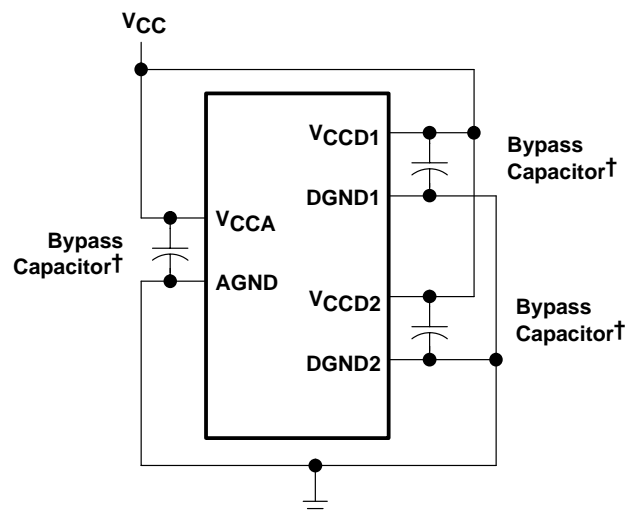 VCC
VCCD1
Bypass
Capacitor†
DGND1
VCCA
Bypass
Capacitor†
AGND
VCCD2
Bypass
Capacitor†
DGND2